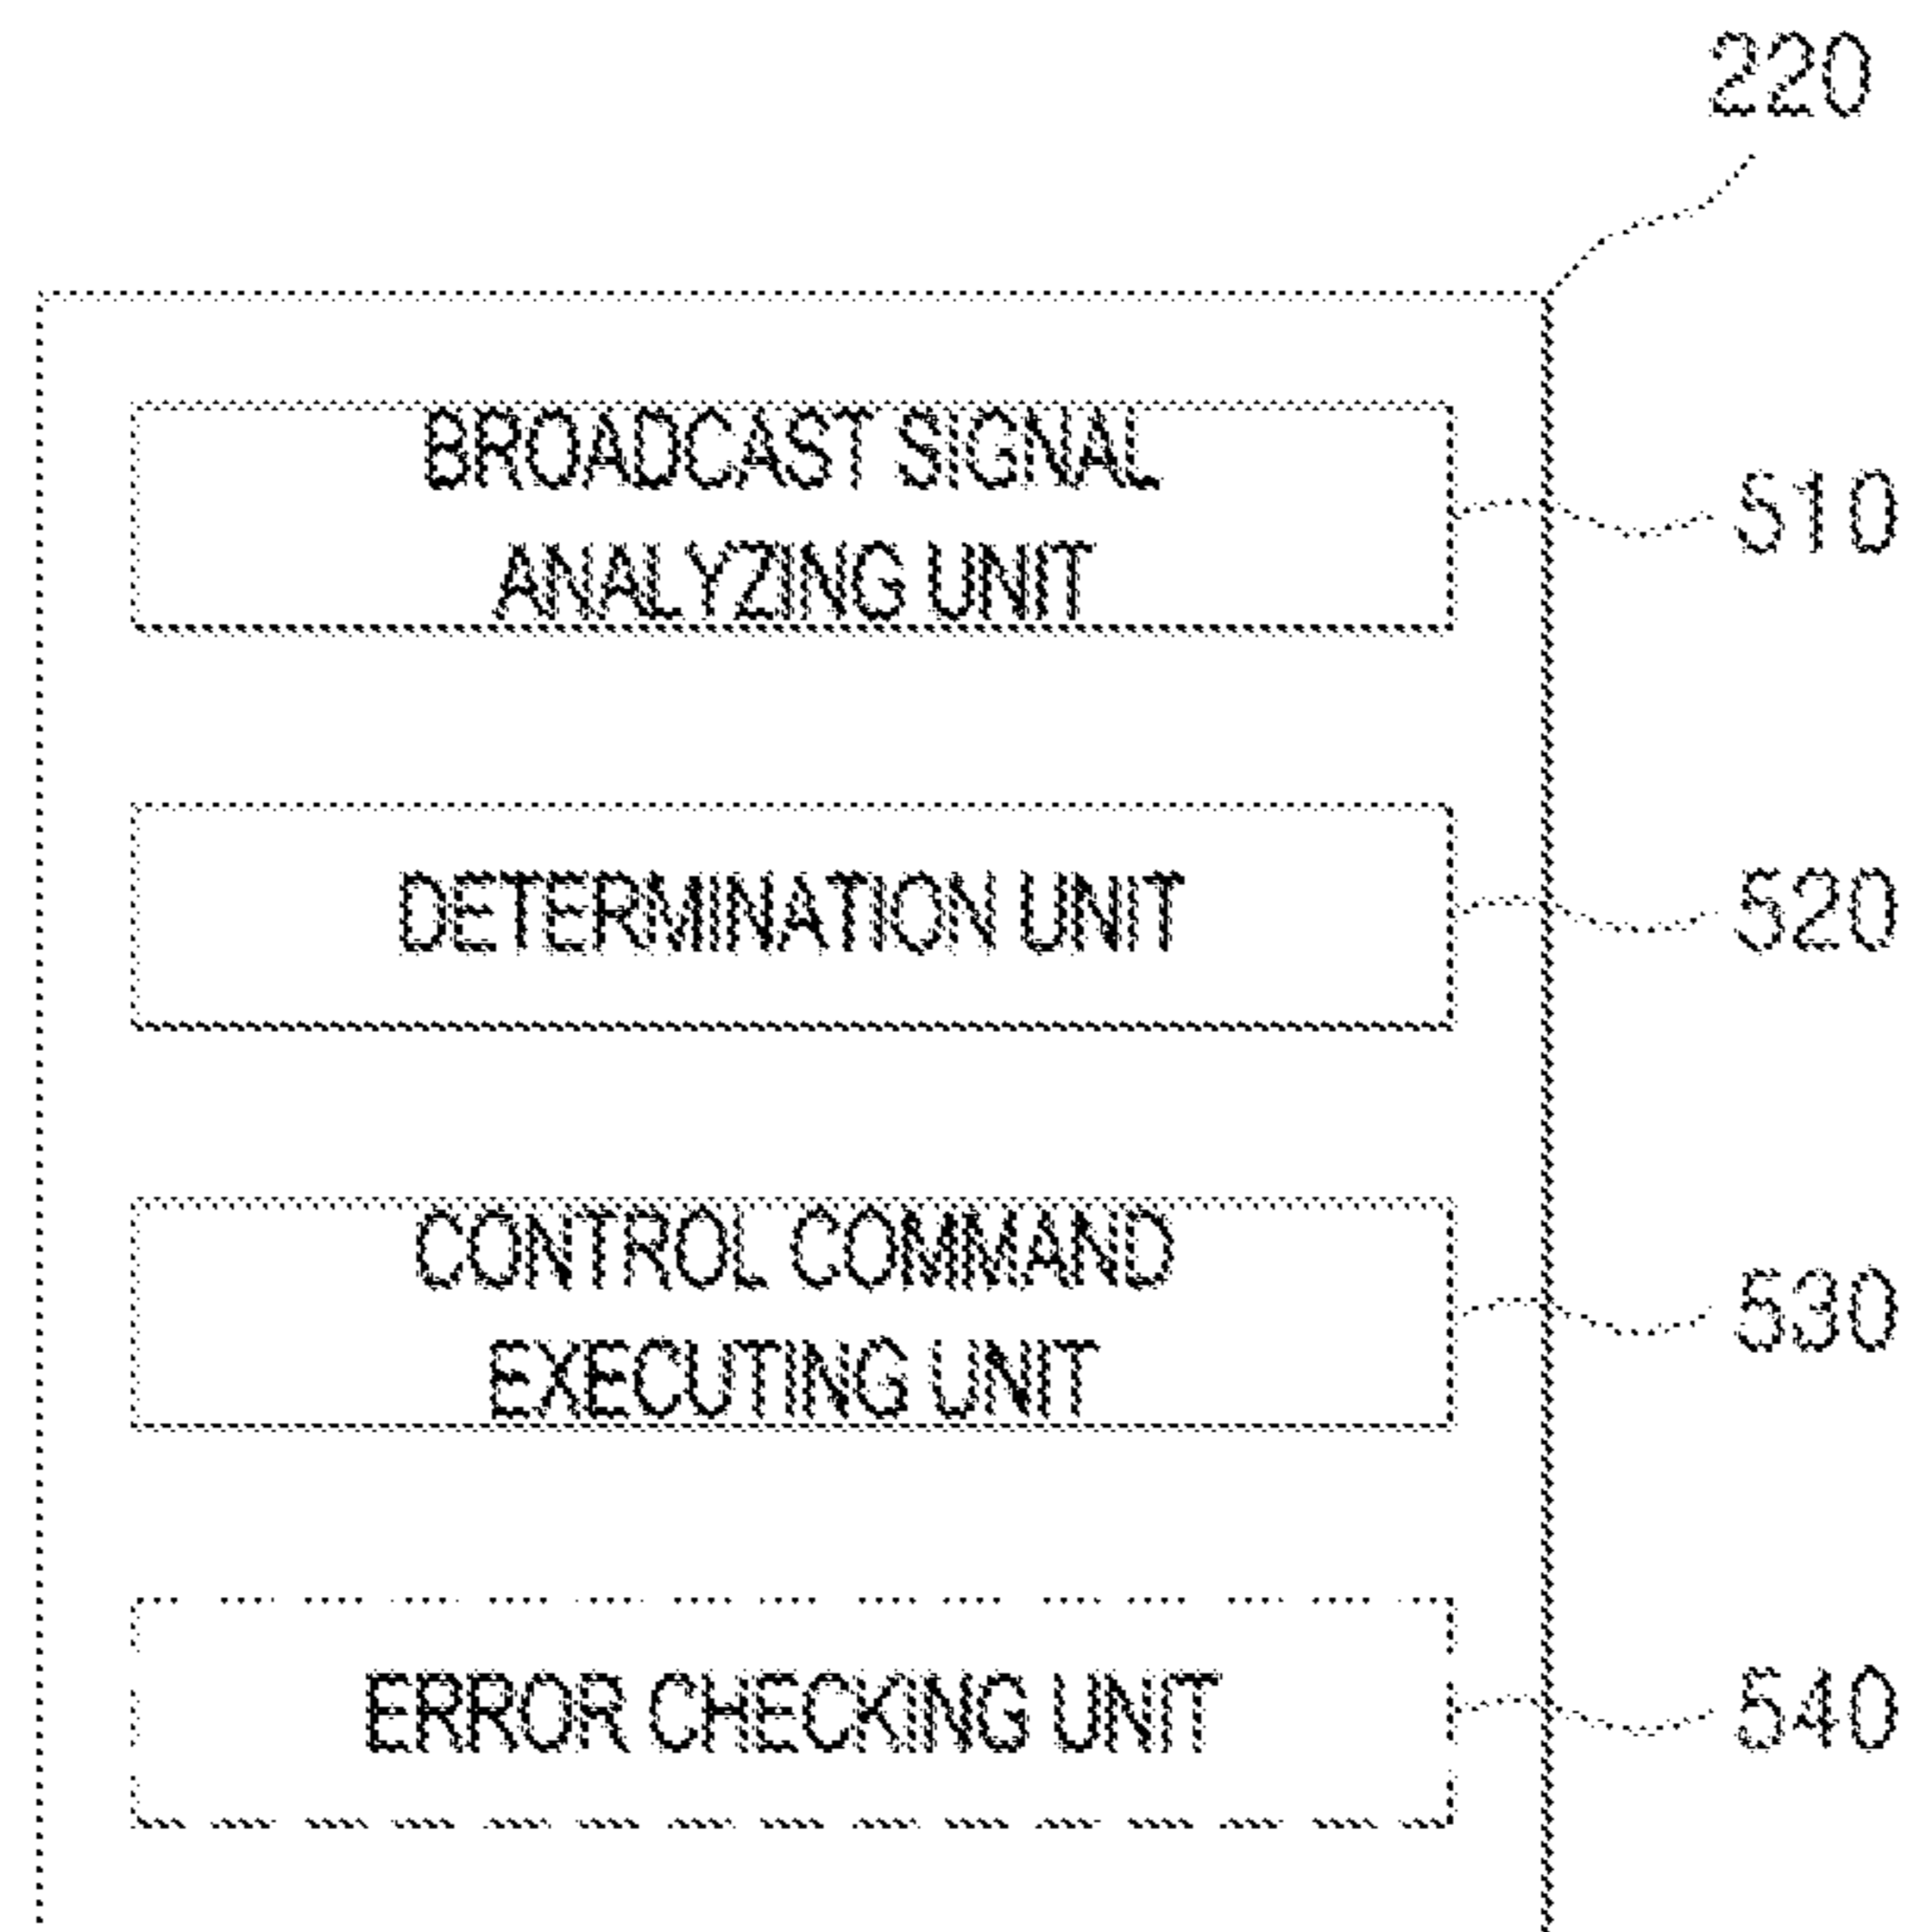 220
BROADCAST SIGNAL
ANALYZING UNIT
510
DETERMINATION UNIT
520
CONTROL COMMAND
EXECUTING UNIT
530
ERROR CHECKING UNIT
540